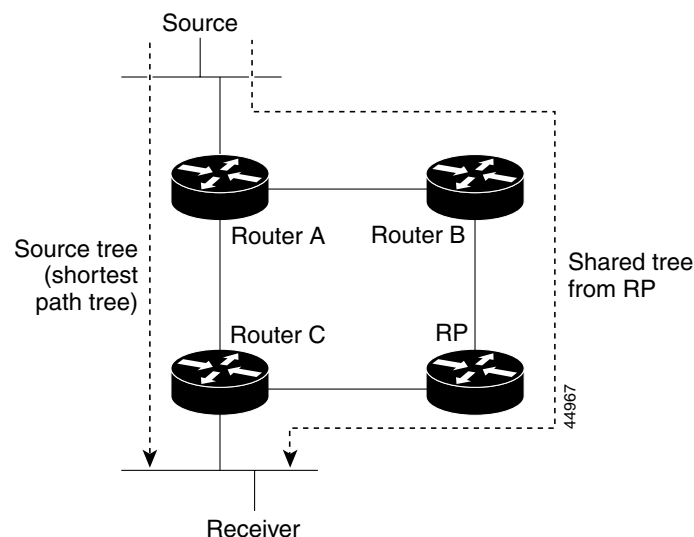 Source
Router A
Router B
Source tree
(shortest
path tree)
Shared tree
from RP
Router C
RP
44967
Receiver